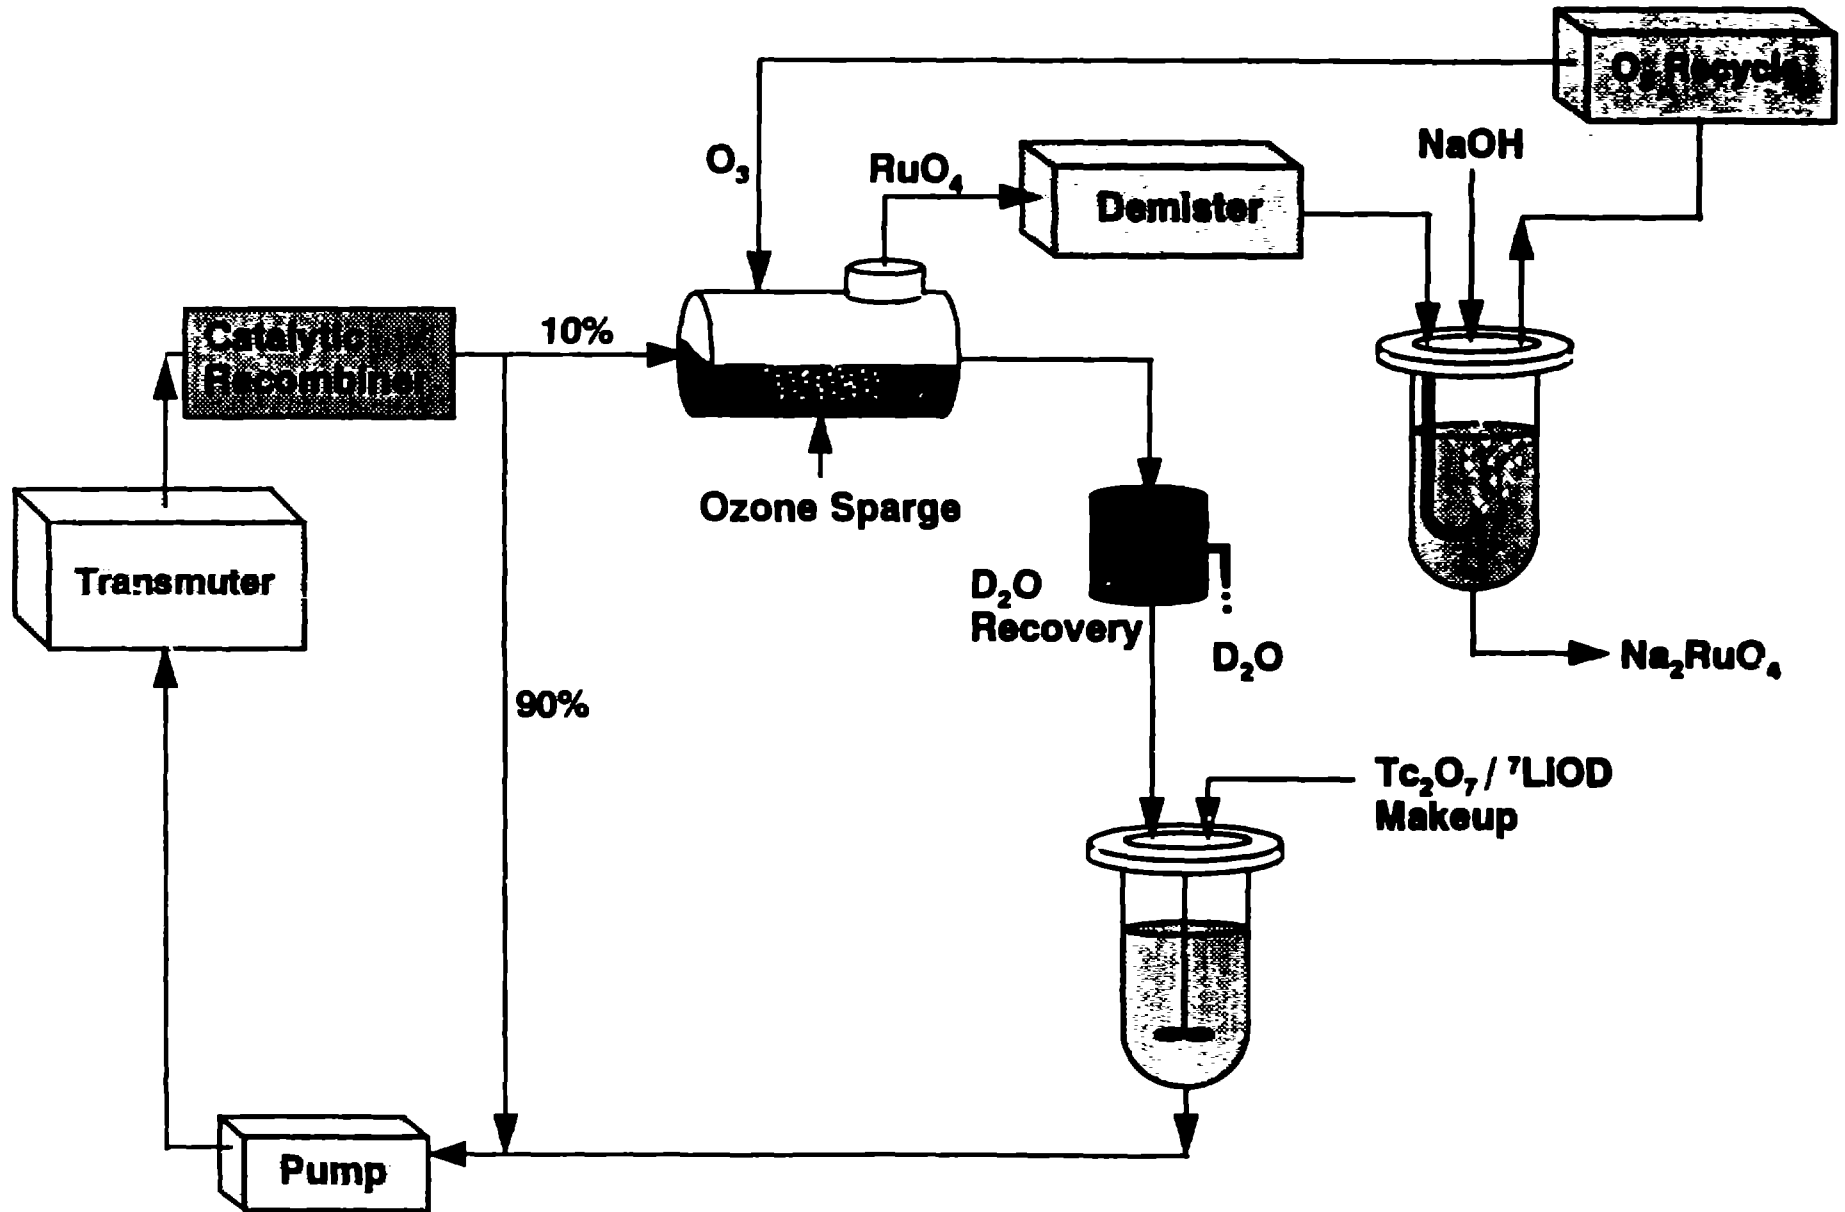 O₃ Recycle
NaOH
O₃
RuO₄
Demister
Catalytic
Recombiner
10%
Ozone Sparge
Transmuter
D₂O
Recovery
D₂O
Na₂RuO₄
90%
Tc₂O₇ / ⁷LiOD
Makeup
Pump